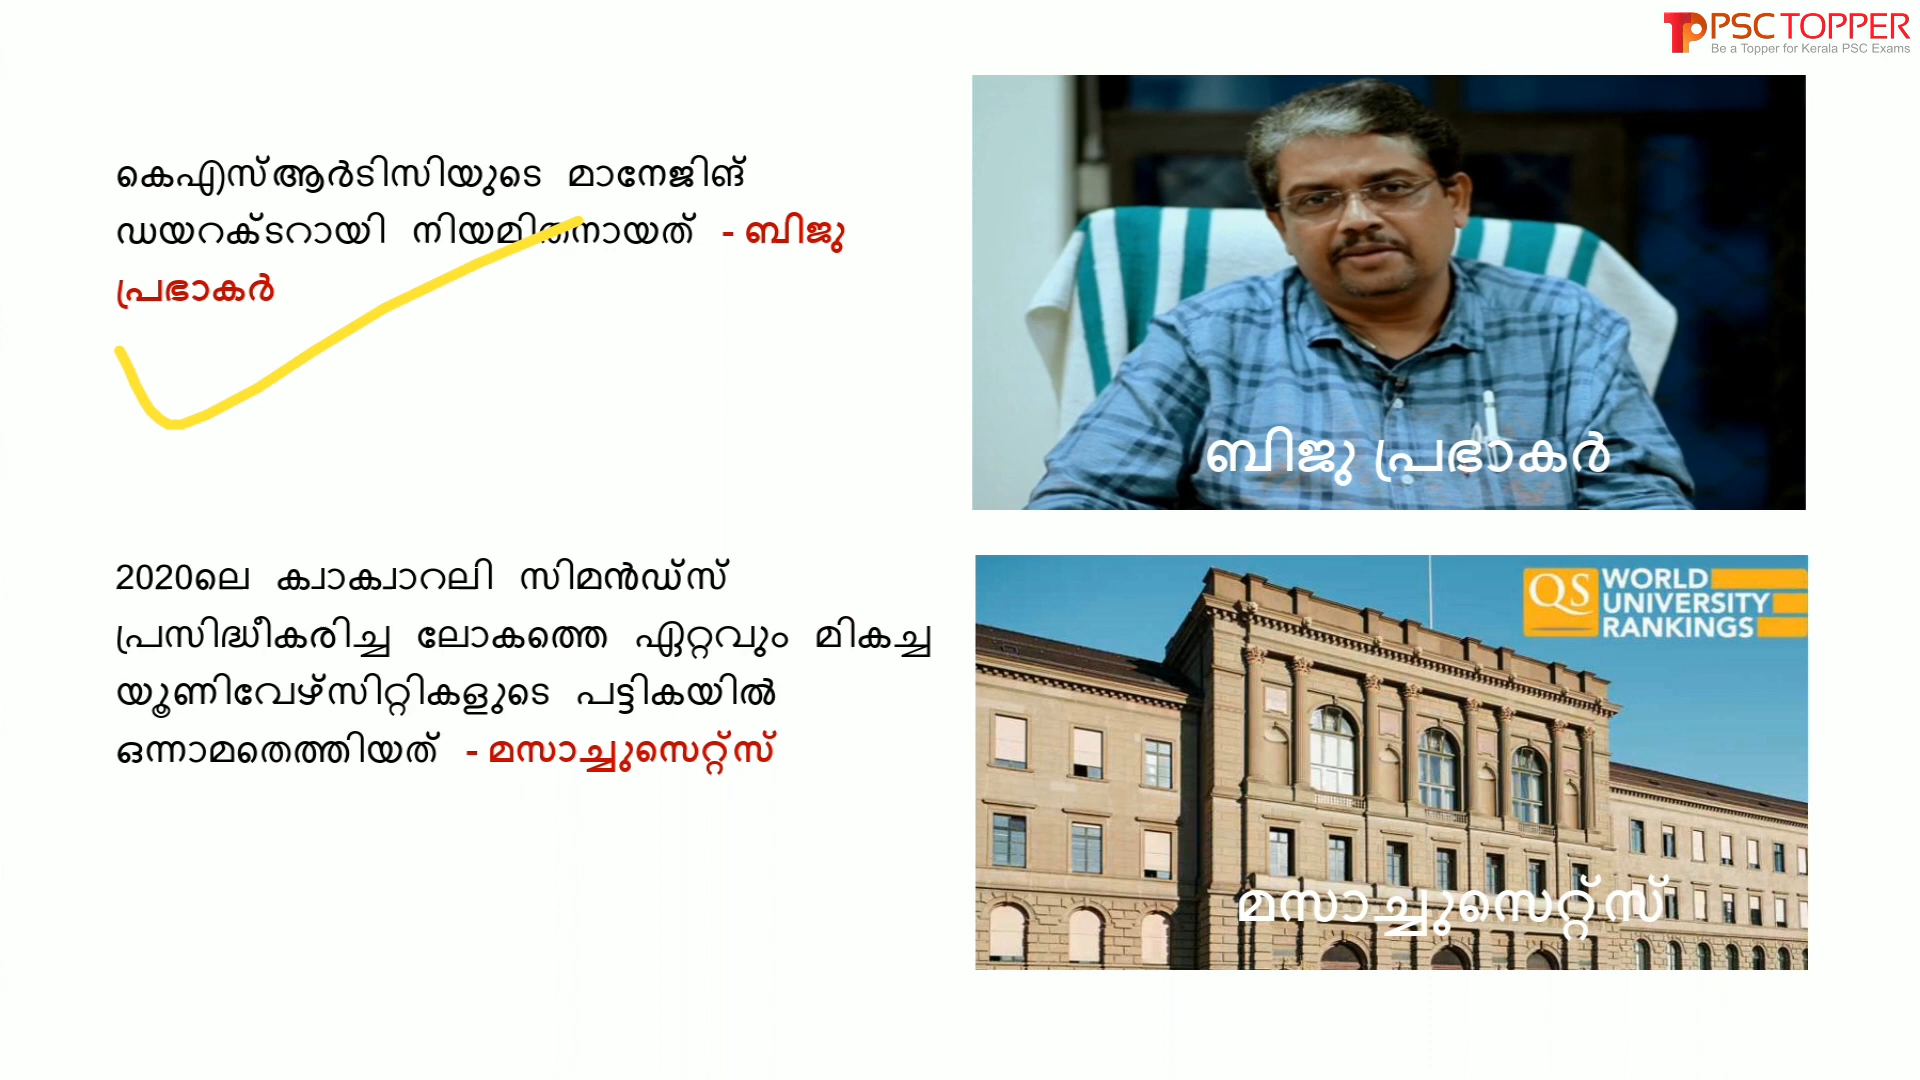 PSC TOPPER
Be a Topper for Kerala PSC Exams
കെഎസ്ആർടിസിയുടെ മാനേജിങ്
ഡയറക്ടറായി നിയമിതനായത് - ബിജു
പ്രഭാകർ
ബിജു പ്രഭാകർ
2020ലെ ക്വാക്വാറലി സിമൻഡ്സ്
പ്രസിദ്ധീകരിച്ച ലോകത്തെ ഏറ്റവും മികച്ച
യൂണിവേഴ്സിറ്റികളുടെ പട്ടികയിൽ
ഒന്നാമതെത്തിയത് - മസാച്ചുസെറ്റ്സ്
QS WORLD
UNIVERSITY
RANKINGS
മസാച്ചുസെറ്റ്സ്